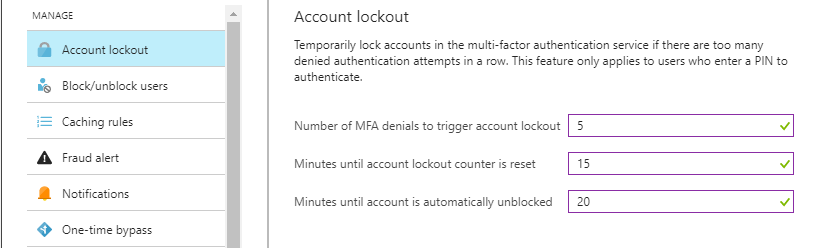 MANAGE
Account lockout
Block/unblock users
Caching rules
Fraud alert
Notifications
One-time bypass
Account lockout
Temporarily lock accounts in the multi-factor authentication service if there are too many
denied authentication attempts in a row. This feature only applies to users who enter a PIN to
authenticate.
Number of MFA denials to trigger account lockout 5
Minutes until account lockout counter is reset 15
Minutes until account is automatically unblocked 20